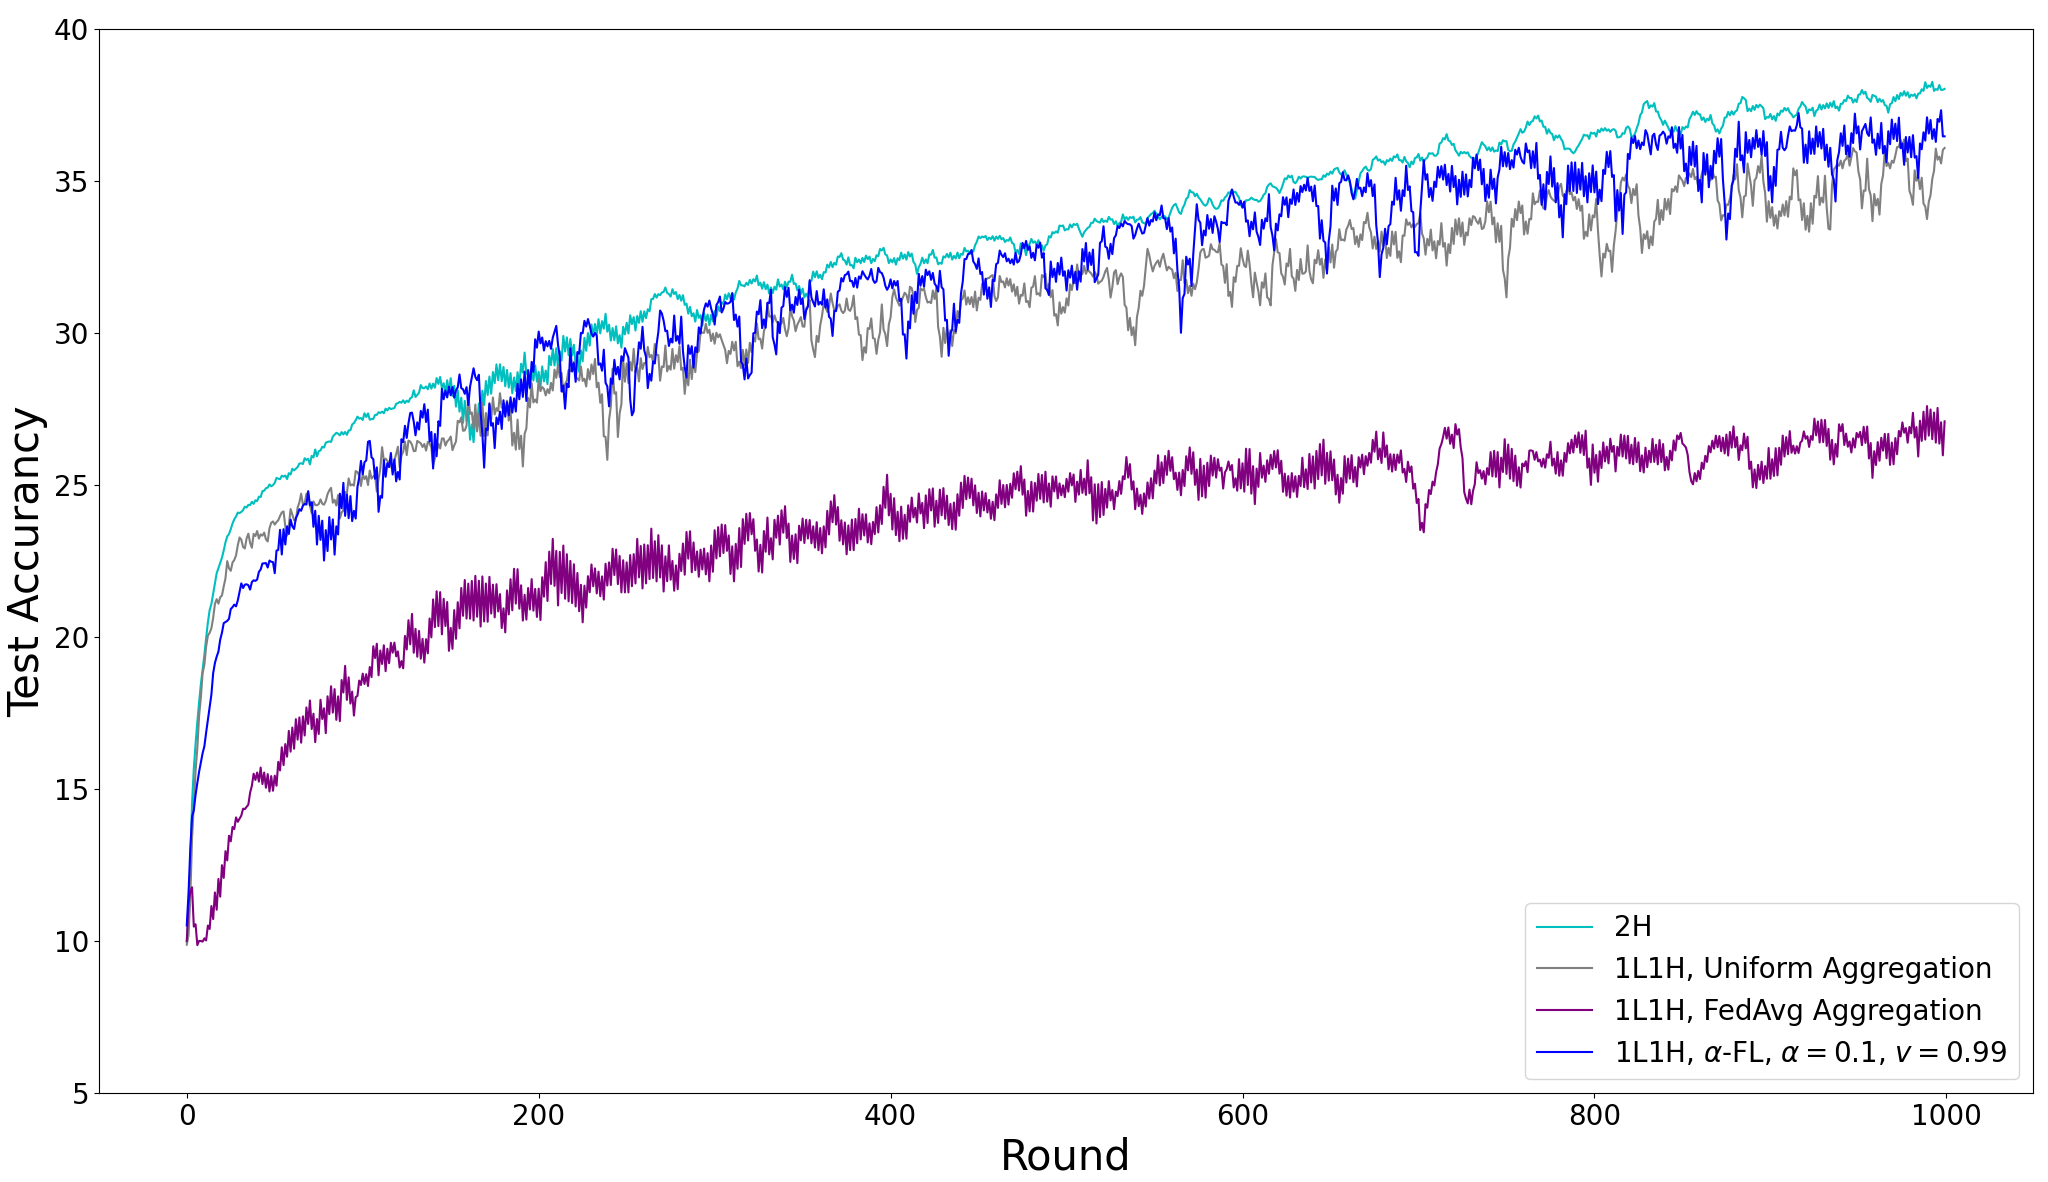 Test Accurancy
40
35
30
25
20
15
10
5
0
200
400
600
800
1000
Round
2H
1L1H, Uniform Aggregation
1L1H, FedAvg Aggregation
1L1H, α-FL, α = 0.1, v = 0.99